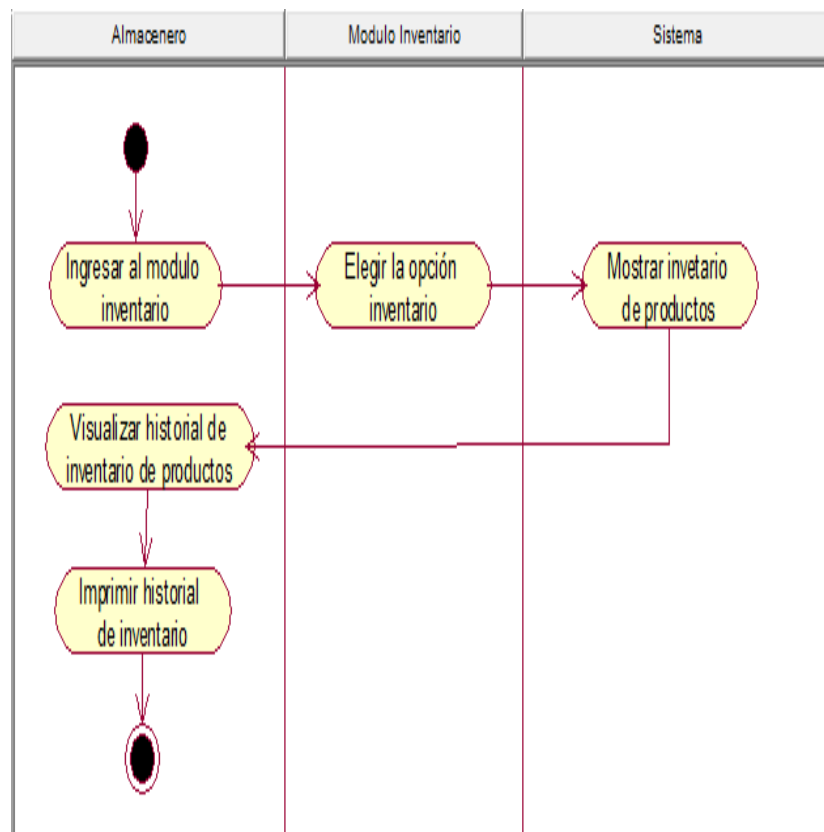 Almacenero
Modulo Inventario
Sistema
Ingresar al modulo
inventario
Elegir la opción
inventario
Mostrar invetario
de productos
Visualizar historial de
inventario de productos
Imprimir historial
de inventario